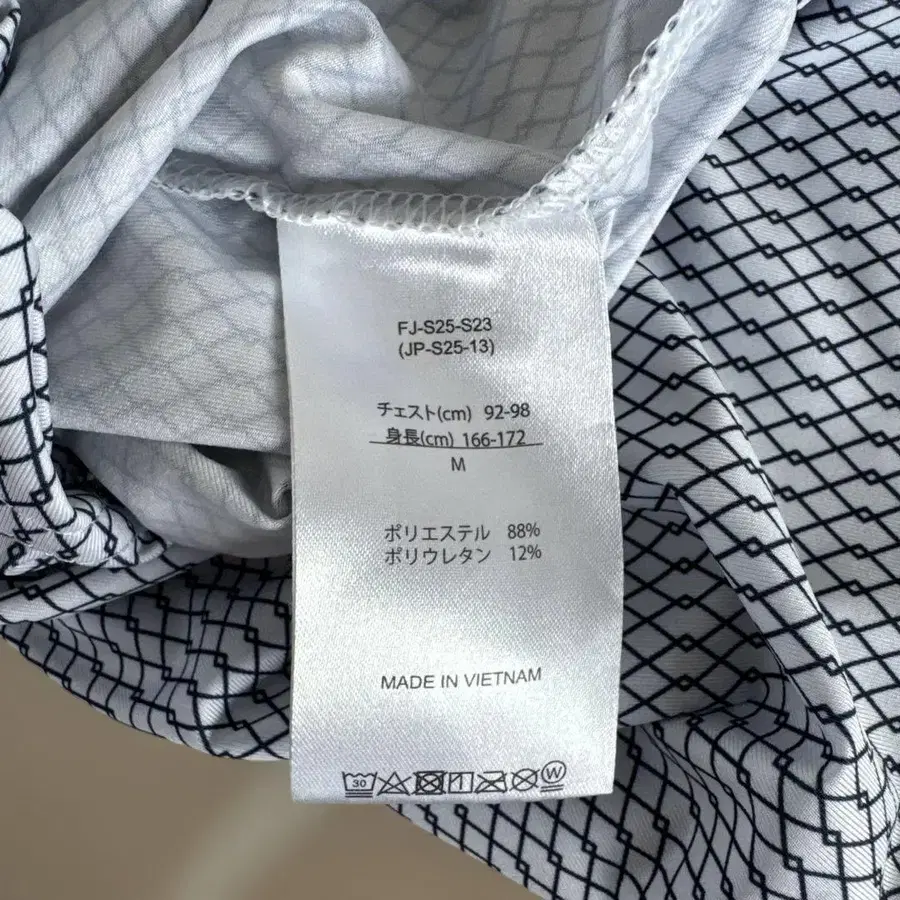 FJ-S25-S23
(JP-S25-13)
チェスト(cm) 92-98
身長(cm) 166-172
M
ポリエステル 88%
ポリウレタン 12%
MADE IN VIETNAM
30 W